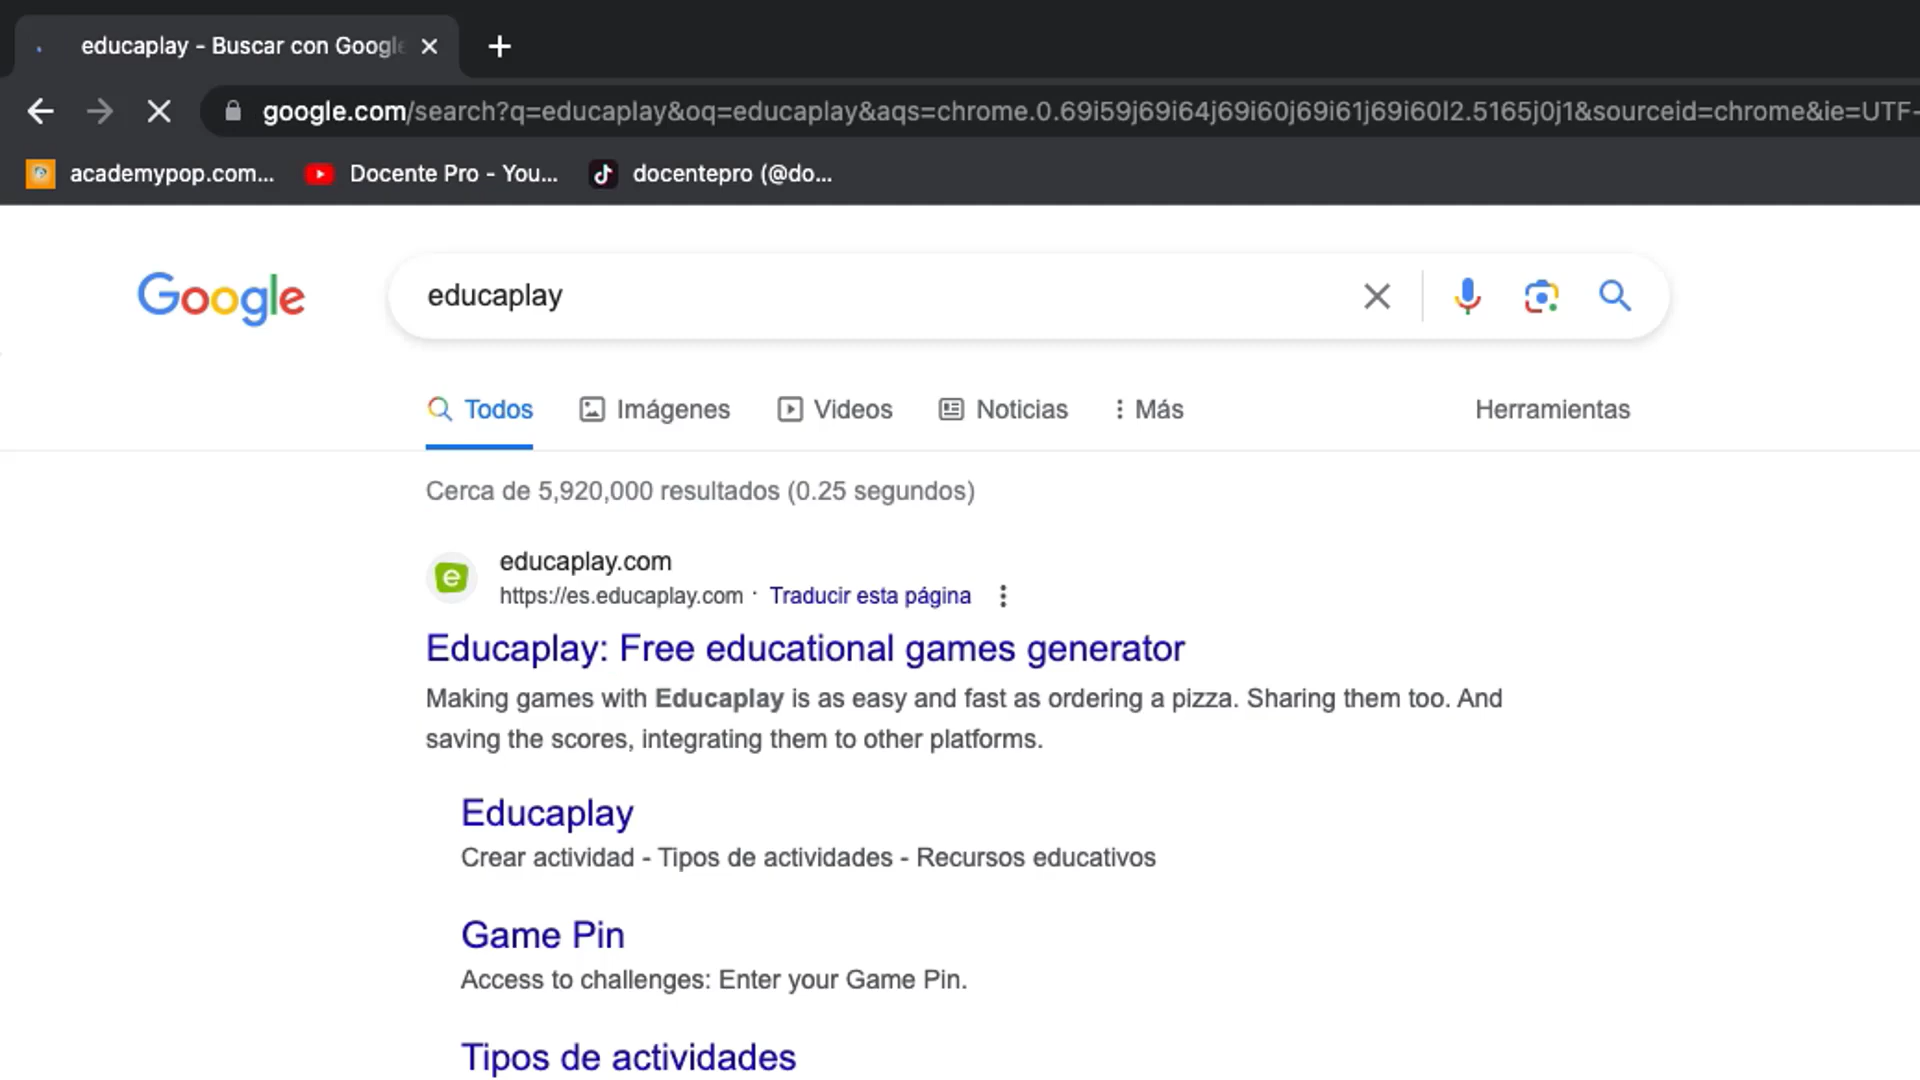 educaplay - Buscar con Google
google.com/search?q=educaplay&oq=educaplay&aqs=chrome.0.69i59j69i64j69i60j69i61j69i60l2.5165j0j1&sourceid=chrome&ie=UTF-
academypop.com... Docente Pro - You... docentepro (@do...
Google educaplay
Todos Imágenes Videos Noticias Más Herramientas
Cerca de 5,920,000 resultados (0.25 segundos)
e educaplay.com
https://es.educaplay.com · Traducir esta página
Educaplay: Free educational games generator
Making games with Educaplay is as easy and fast as ordering a pizza. Sharing them too. And
saving the scores, integrating them to other platforms.
Educaplay
Crear actividad - Tipos de actividades - Recursos educativos
Game Pin
Access to challenges: Enter your Game Pin.
Tipos de actividades